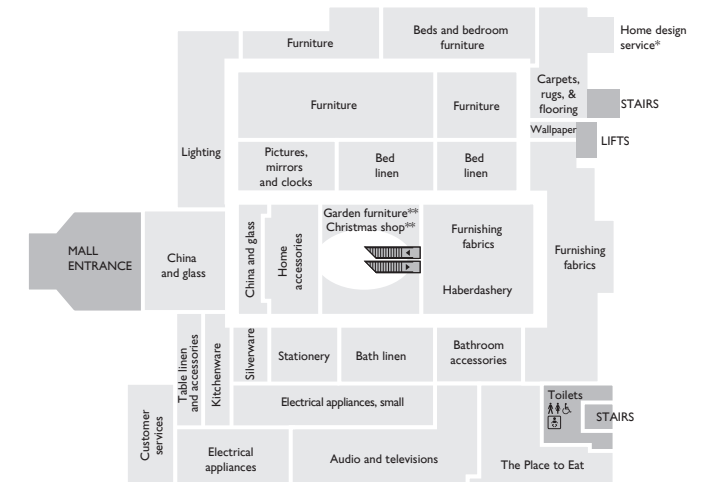 Furniture
Beds and bedroom
furniture
Home design
service*
Carpets,
rugs, &
flooring
STAIRS
Furniture
Furniture
Wallpaper
LIFTS
Lighting
Pictures,
mirrors
and clocks
Bed
linen
Bed
linen
MALL
ENTRANCE
China
and glass
China and glass
Home
accessories
Garden furniture**
Christmas shop**
Furnishing
fabrics
Haberdashery
Furnishing
fabrics
Table linen
and accessories
Kitchenware
Silverware
Stationery
Bath linen
Bathroom
accessories
Customer
services
Electrical appliances, small
Toilets
STAIRS
Electrical
appliances
Audio and televisions
The Place to Eat